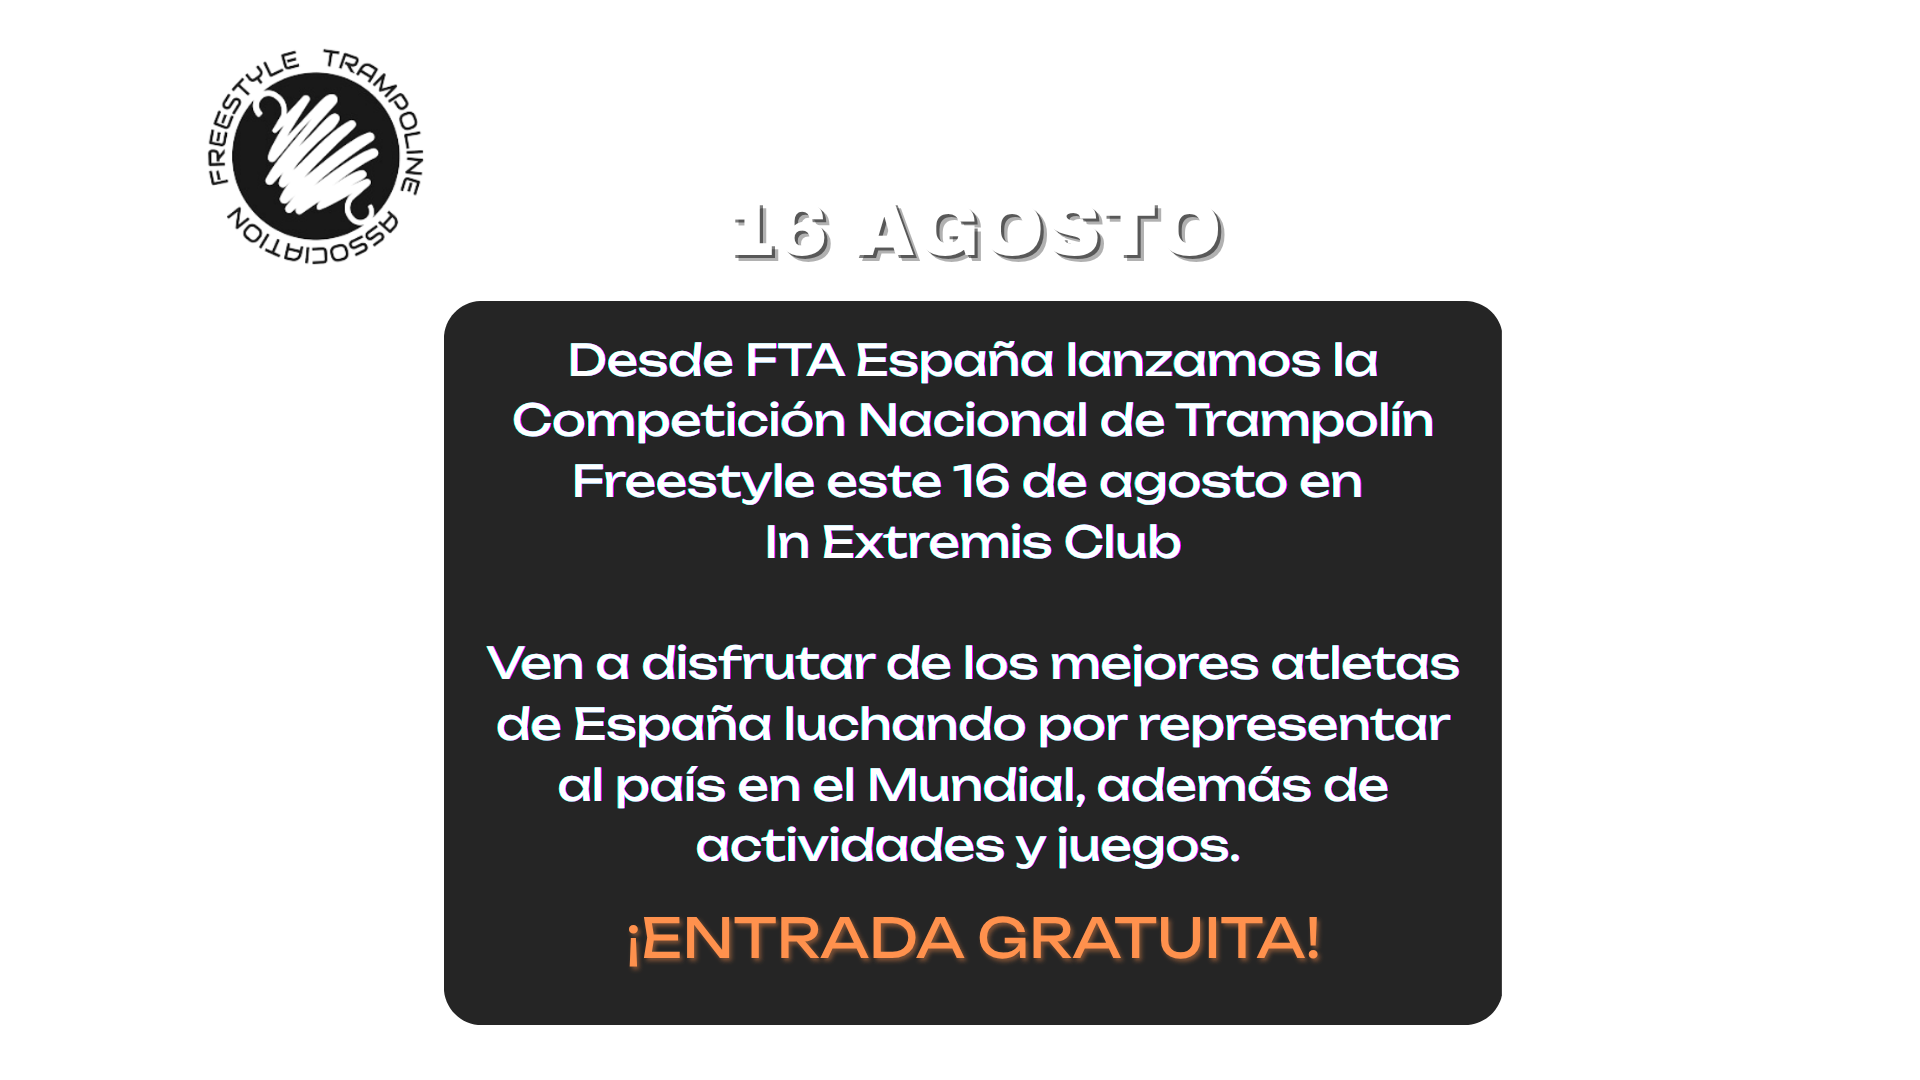 FREESTYLE TRAMPOLINE ASSOCIATION
16 AGOSTO
Desde FTA España lanzamos la
Competición Nacional de Trampolín
Freestyle este 16 de agosto en
In Extremis Club
Ven a disfrutar de los mejores atletas
de España luchando por representar
al país en el Mundial, además de
actividades y juegos.
¡ENTRADA GRATUITA!